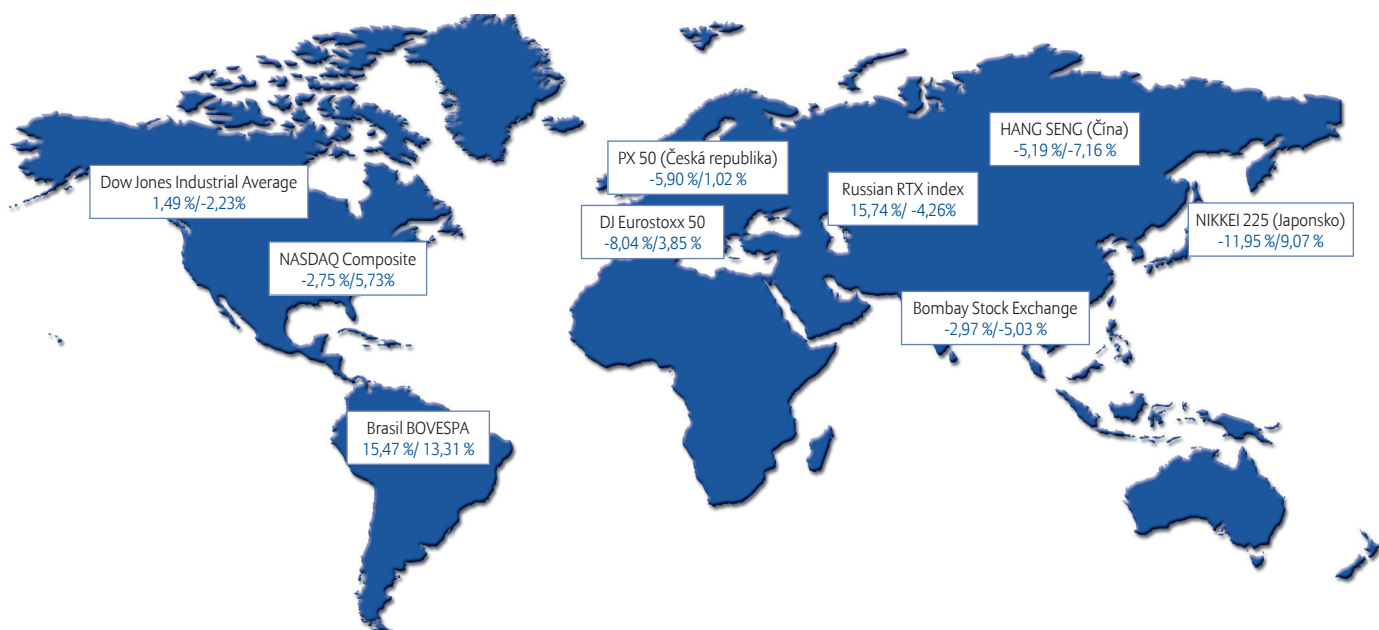 HANG SENG (Čína)
-5,19 %/-7,16 %
PX 50 (Česká republika)
-5,90 %/1,02 %
Dow Jones Industrial Average
1,49 %/-2,23%
Russian RTX index
15,74 %/ -4,26%
DJ Eurostoxx 50
-8,04 %/3,85 %
NIKKEI 225 (Japonsko)
-11,95 %/9,07 %
NASDAQ Composite
-2,75 %/5,73%
Bombay Stock Exchange
-2,97 %/-5,03 %
Brasil BOVESPA
15,47 %/ 13,31 %